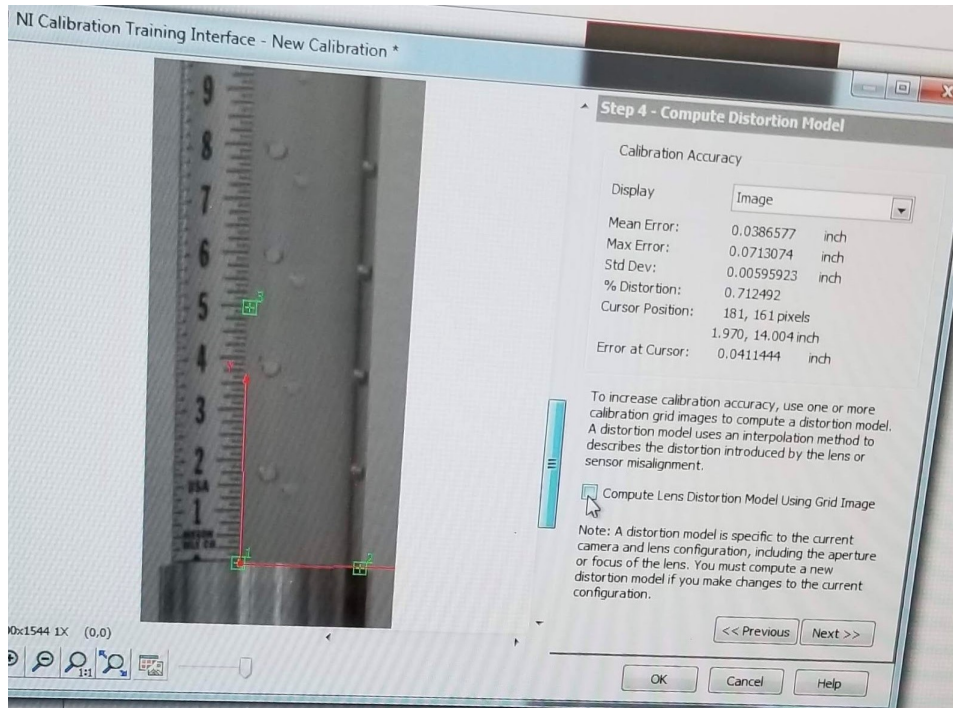 NI Calibration Training Interface - New Calibration *
9
8
7
6
5
3
4
Y
3
2
USA
1
1
2
Step 4 - Compute Distortion Model
Calibration Accuracy
Display Image
Mean Error: 0.0386577 inch
Max Error: 0.0713074 inch
Std Dev: 0.00595923 inch
% Distortion: 0.712492
Cursor Position: 181, 161 pixels
1.970, 14.004 inch
Error at Cursor: 0.0411444 inch
To increase calibration accuracy, use one or more
calibration grid images to compute a distortion model.
A distortion model uses an interpolation method to
describes the distortion introduced by the lens or
sensor misalignment.
Compute Lens Distortion Model Using Grid Image
Note: A distortion model is specific to the current
camera and lens configuration, including the aperture
or focus of the lens. You must compute a new
distortion model if you make changes to the current
configuration.
<< Previous Next >>
0x1544 1X (0,0)
1:1
OK Cancel Help